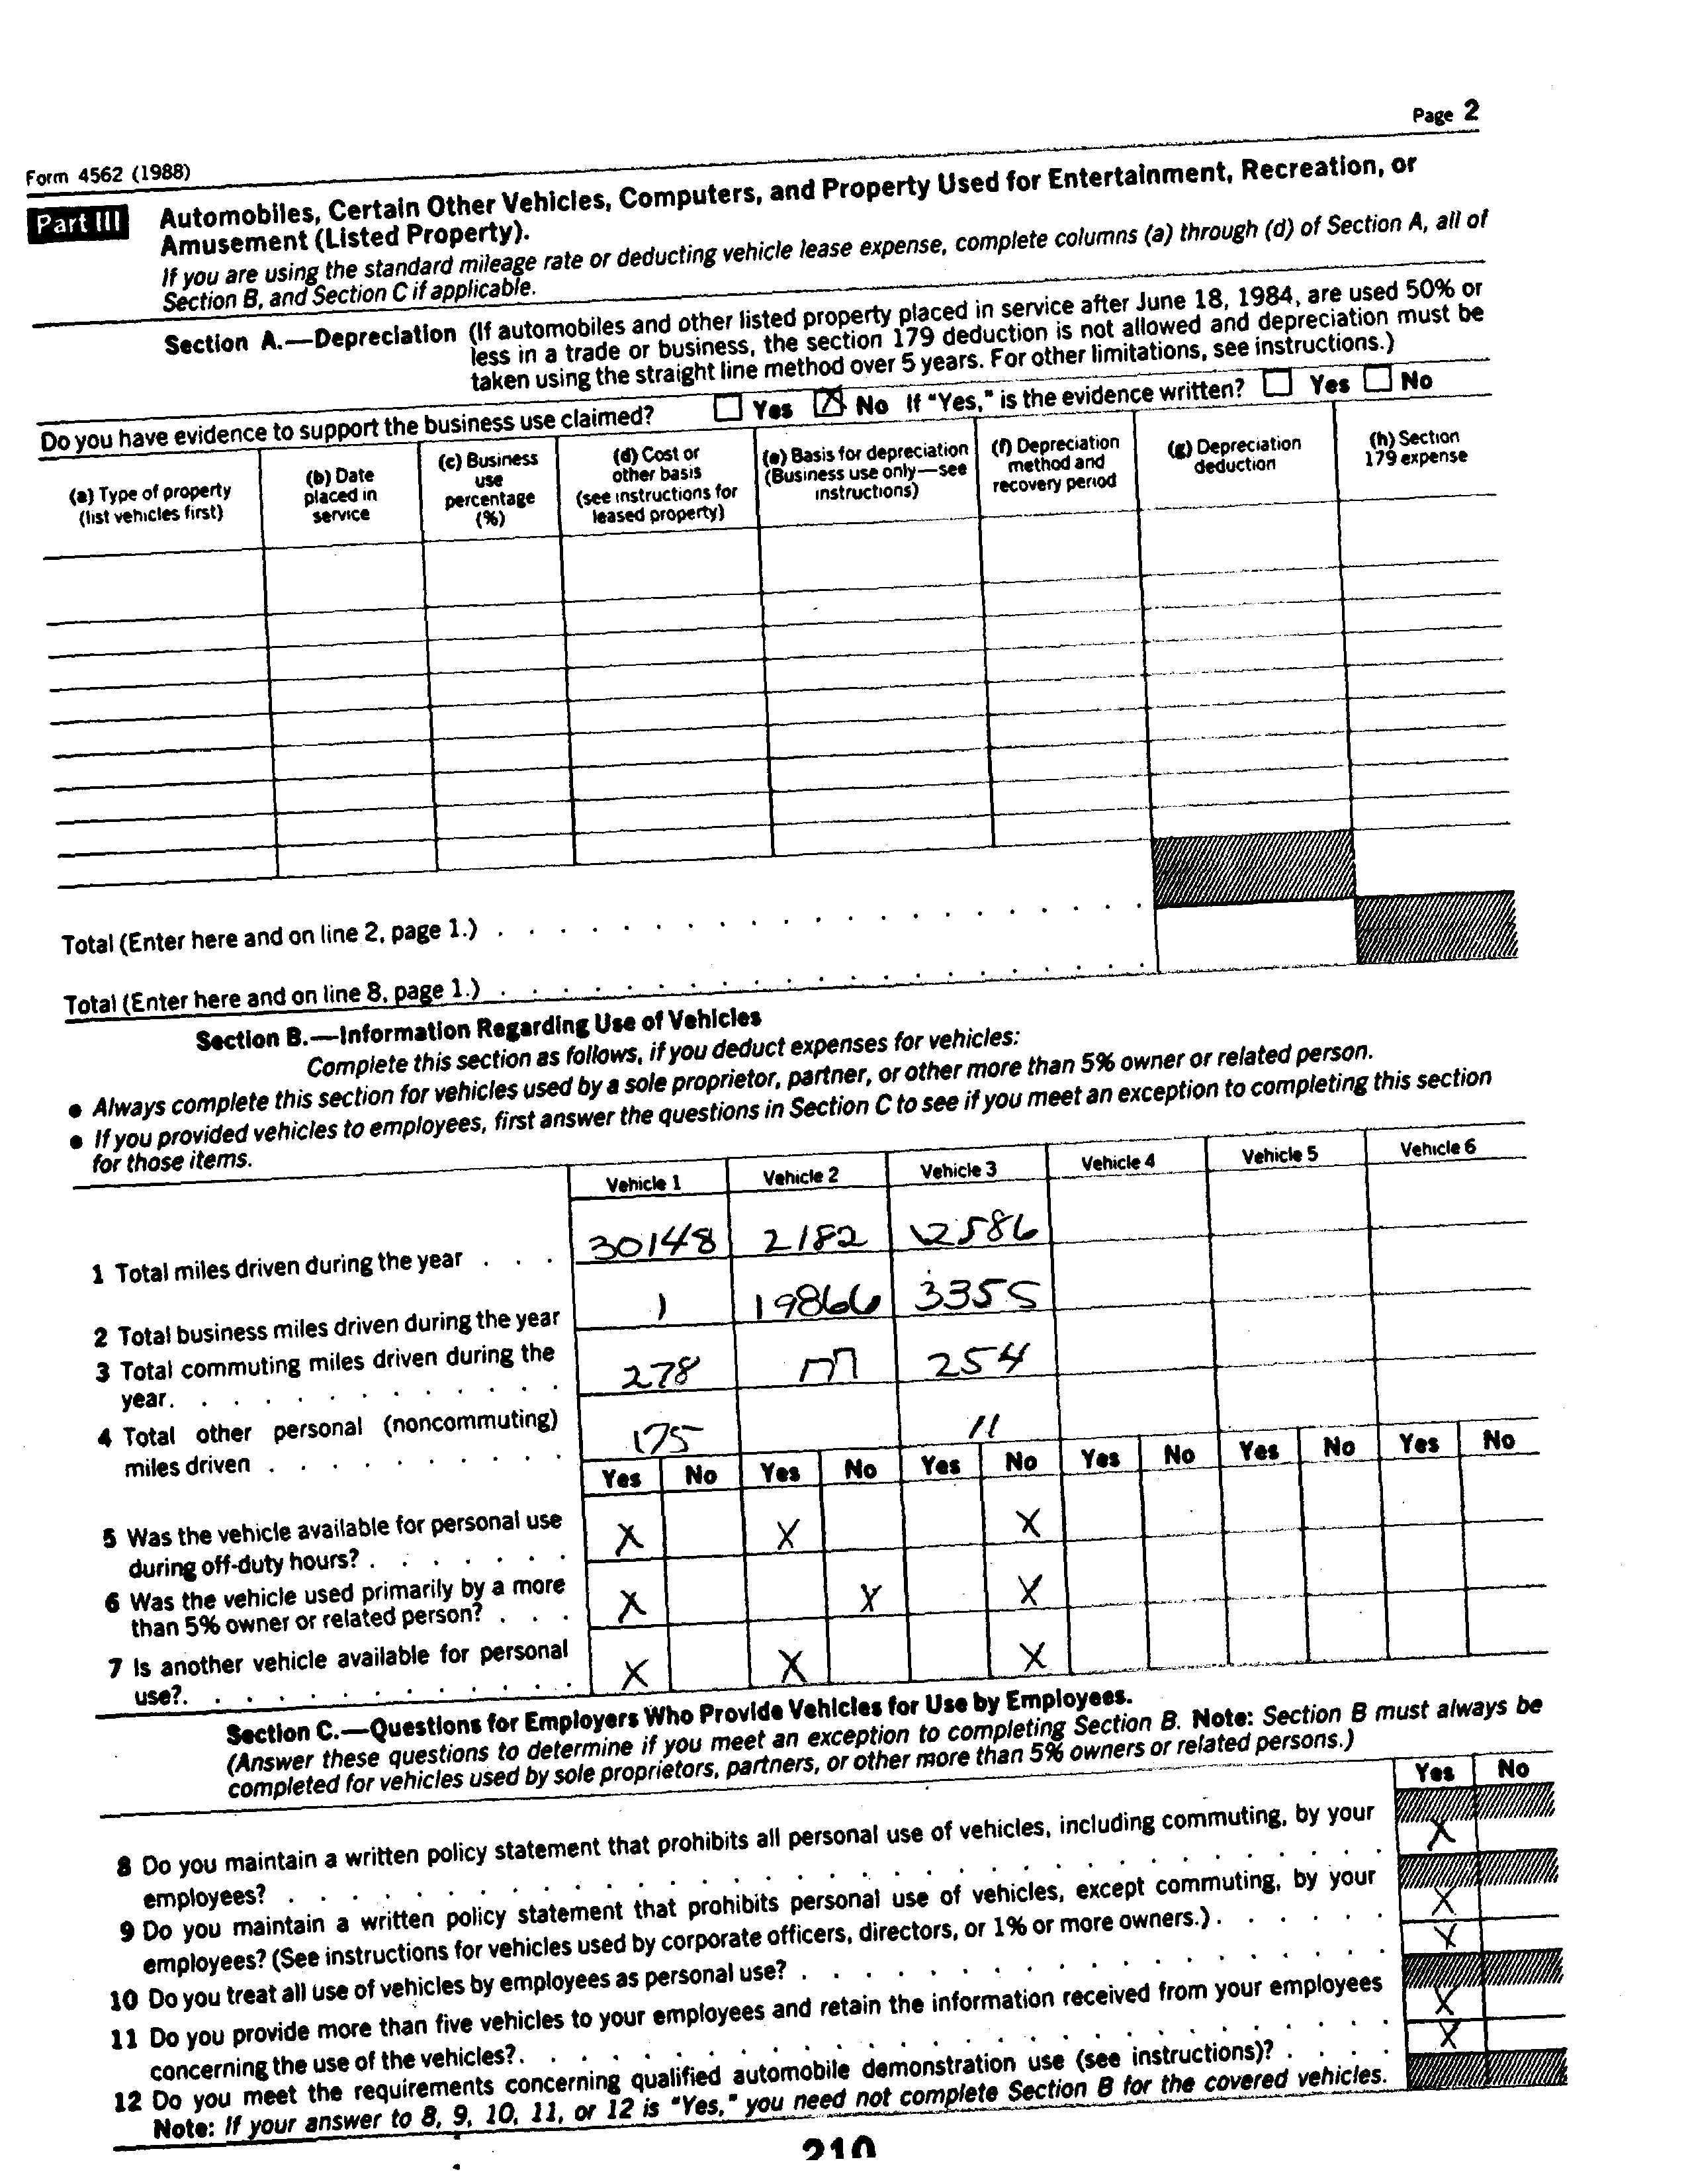 Page 2
Form 4562 (1988)
Part III Automobiles, Certain Other Vehicles, Computers, and Property Used for Entertainment, Recreation, or
Amusement (Listed Property).
If you are using the standard mileage rate or deducting vehicle lease expense, complete columns (a) through (d) of Section A, all of
Section B, and Section C if applicable.
Section A.—Depreciation (If automobiles and other listed property placed in service after June 18, 1984, are used 50% or
less in a trade or business, the section 179 deduction is not allowed and depreciation must be
taken using the straight line method over 5 years. For other limitations, see instructions.)
Do you have evidence to support the business use claimed? Yes X No If "Yes," is the evidence written? Yes No
(a) Type of property
(list vehicles first)
(b) Date
placed in
service
(c) Business
use
percentage
(%)
(d) Cost or
other basis
(see instructions for
leased property)
(e) Basis for depreciation
(Business use only—see
instructions)
(f) Depreciation
method and
recovery period
(g) Depreciation
deduction
(h) Section
179 expense
Total (Enter here and on line 2, page 1.)
Total (Enter here and on line 8, page 1.)
Section B.—Information Regarding Use of Vehicles
Complete this section as follows, if you deduct expenses for vehicles:
● Always complete this section for vehicles used by a sole proprietor, partner, or other more than 5% owner or related person.
● If you provided vehicles to employees, first answer the questions in Section C to see if you meet an exception to completing this section
for those items.
Vehicle 1 Vehicle 2 Vehicle 3 Vehicle 4 Vehicle 5 Vehicle 6
1 Total miles driven during the year . . . 30148 2182 12586
2 Total business miles driven during the year 1 19866 3355
3 Total commuting miles driven during the
year. 278 254
4 Total other personal (noncommuting)
miles driven 175 11
Yes No Yes No Yes No Yes No Yes No Yes No
5 Was the vehicle available for personal use
during off-duty hours? X X X
6 Was the vehicle used primarily by a more
than 5% owner or related person? X X X
7 Is another vehicle available for personal
use?. X X X
Section C.—Questions for Employers Who Provide Vehicles for Use by Employees.
(Answer these questions to determine if you meet an exception to completing Section B. Note: Section B must always be
completed for vehicles used by sole proprietors, partners, or other more than 5% owners or related persons.)
Yes No
8 Do you maintain a written policy statement that prohibits all personal use of vehicles, including commuting, by your
employees? X
9 Do you maintain a written policy statement that prohibits personal use of vehicles, except commuting, by your
employees? (See instructions for vehicles used by corporate officers, directors, or 1% or more owners.) X
10 Do you treat all use of vehicles by employees as personal use? X
11 Do you provide more than five vehicles to your employees and retain the information received from your employees
concerning the use of the vehicles?. X
12 Do you meet the requirements concerning qualified automobile demonstration use (see instructions)? X
Note: If your answer to 8, 9, 10, 11, or 12 is "Yes," you need not complete Section B for the covered vehicles.
210